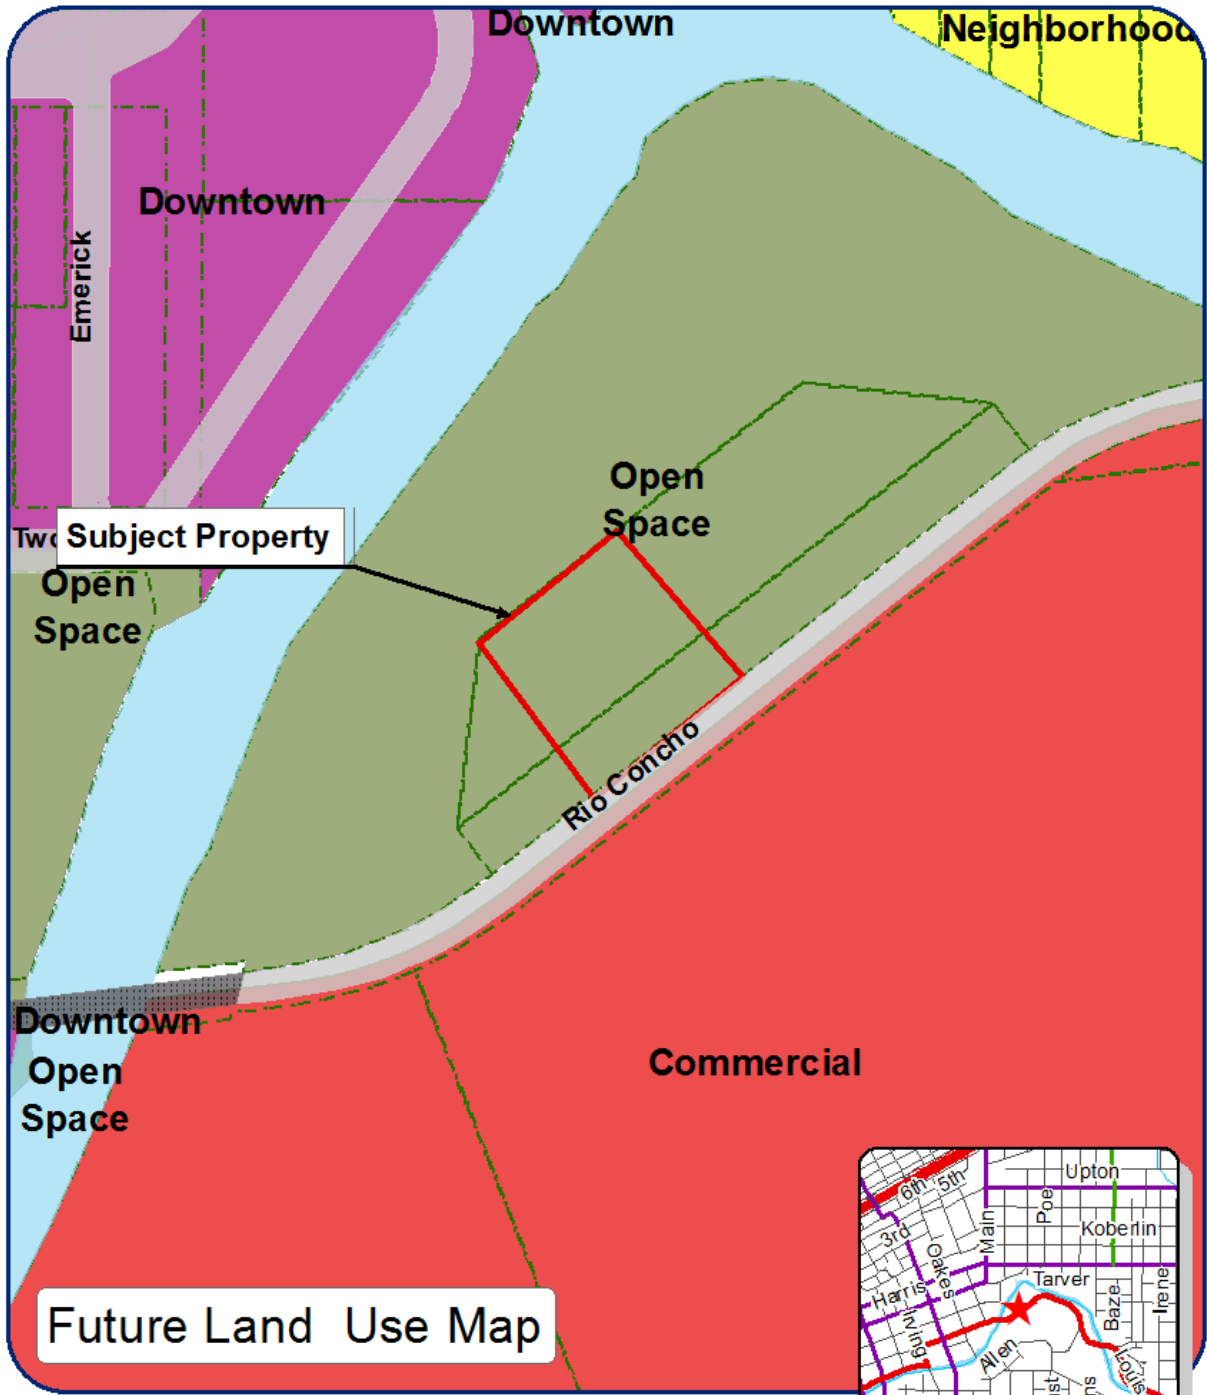 Downtown
Neighborhood
Downtown
Emerick
Open
Space
Subject Property
Open
Space
Rio Concho
Downtown
Open
Space
Commercial
Future Land Use Map
6th
5th
Upton
3rd
Main
Poe
Koberlin
Oakes
Harris
Tarver
Irving
Baze
Irene
Allen
Louis